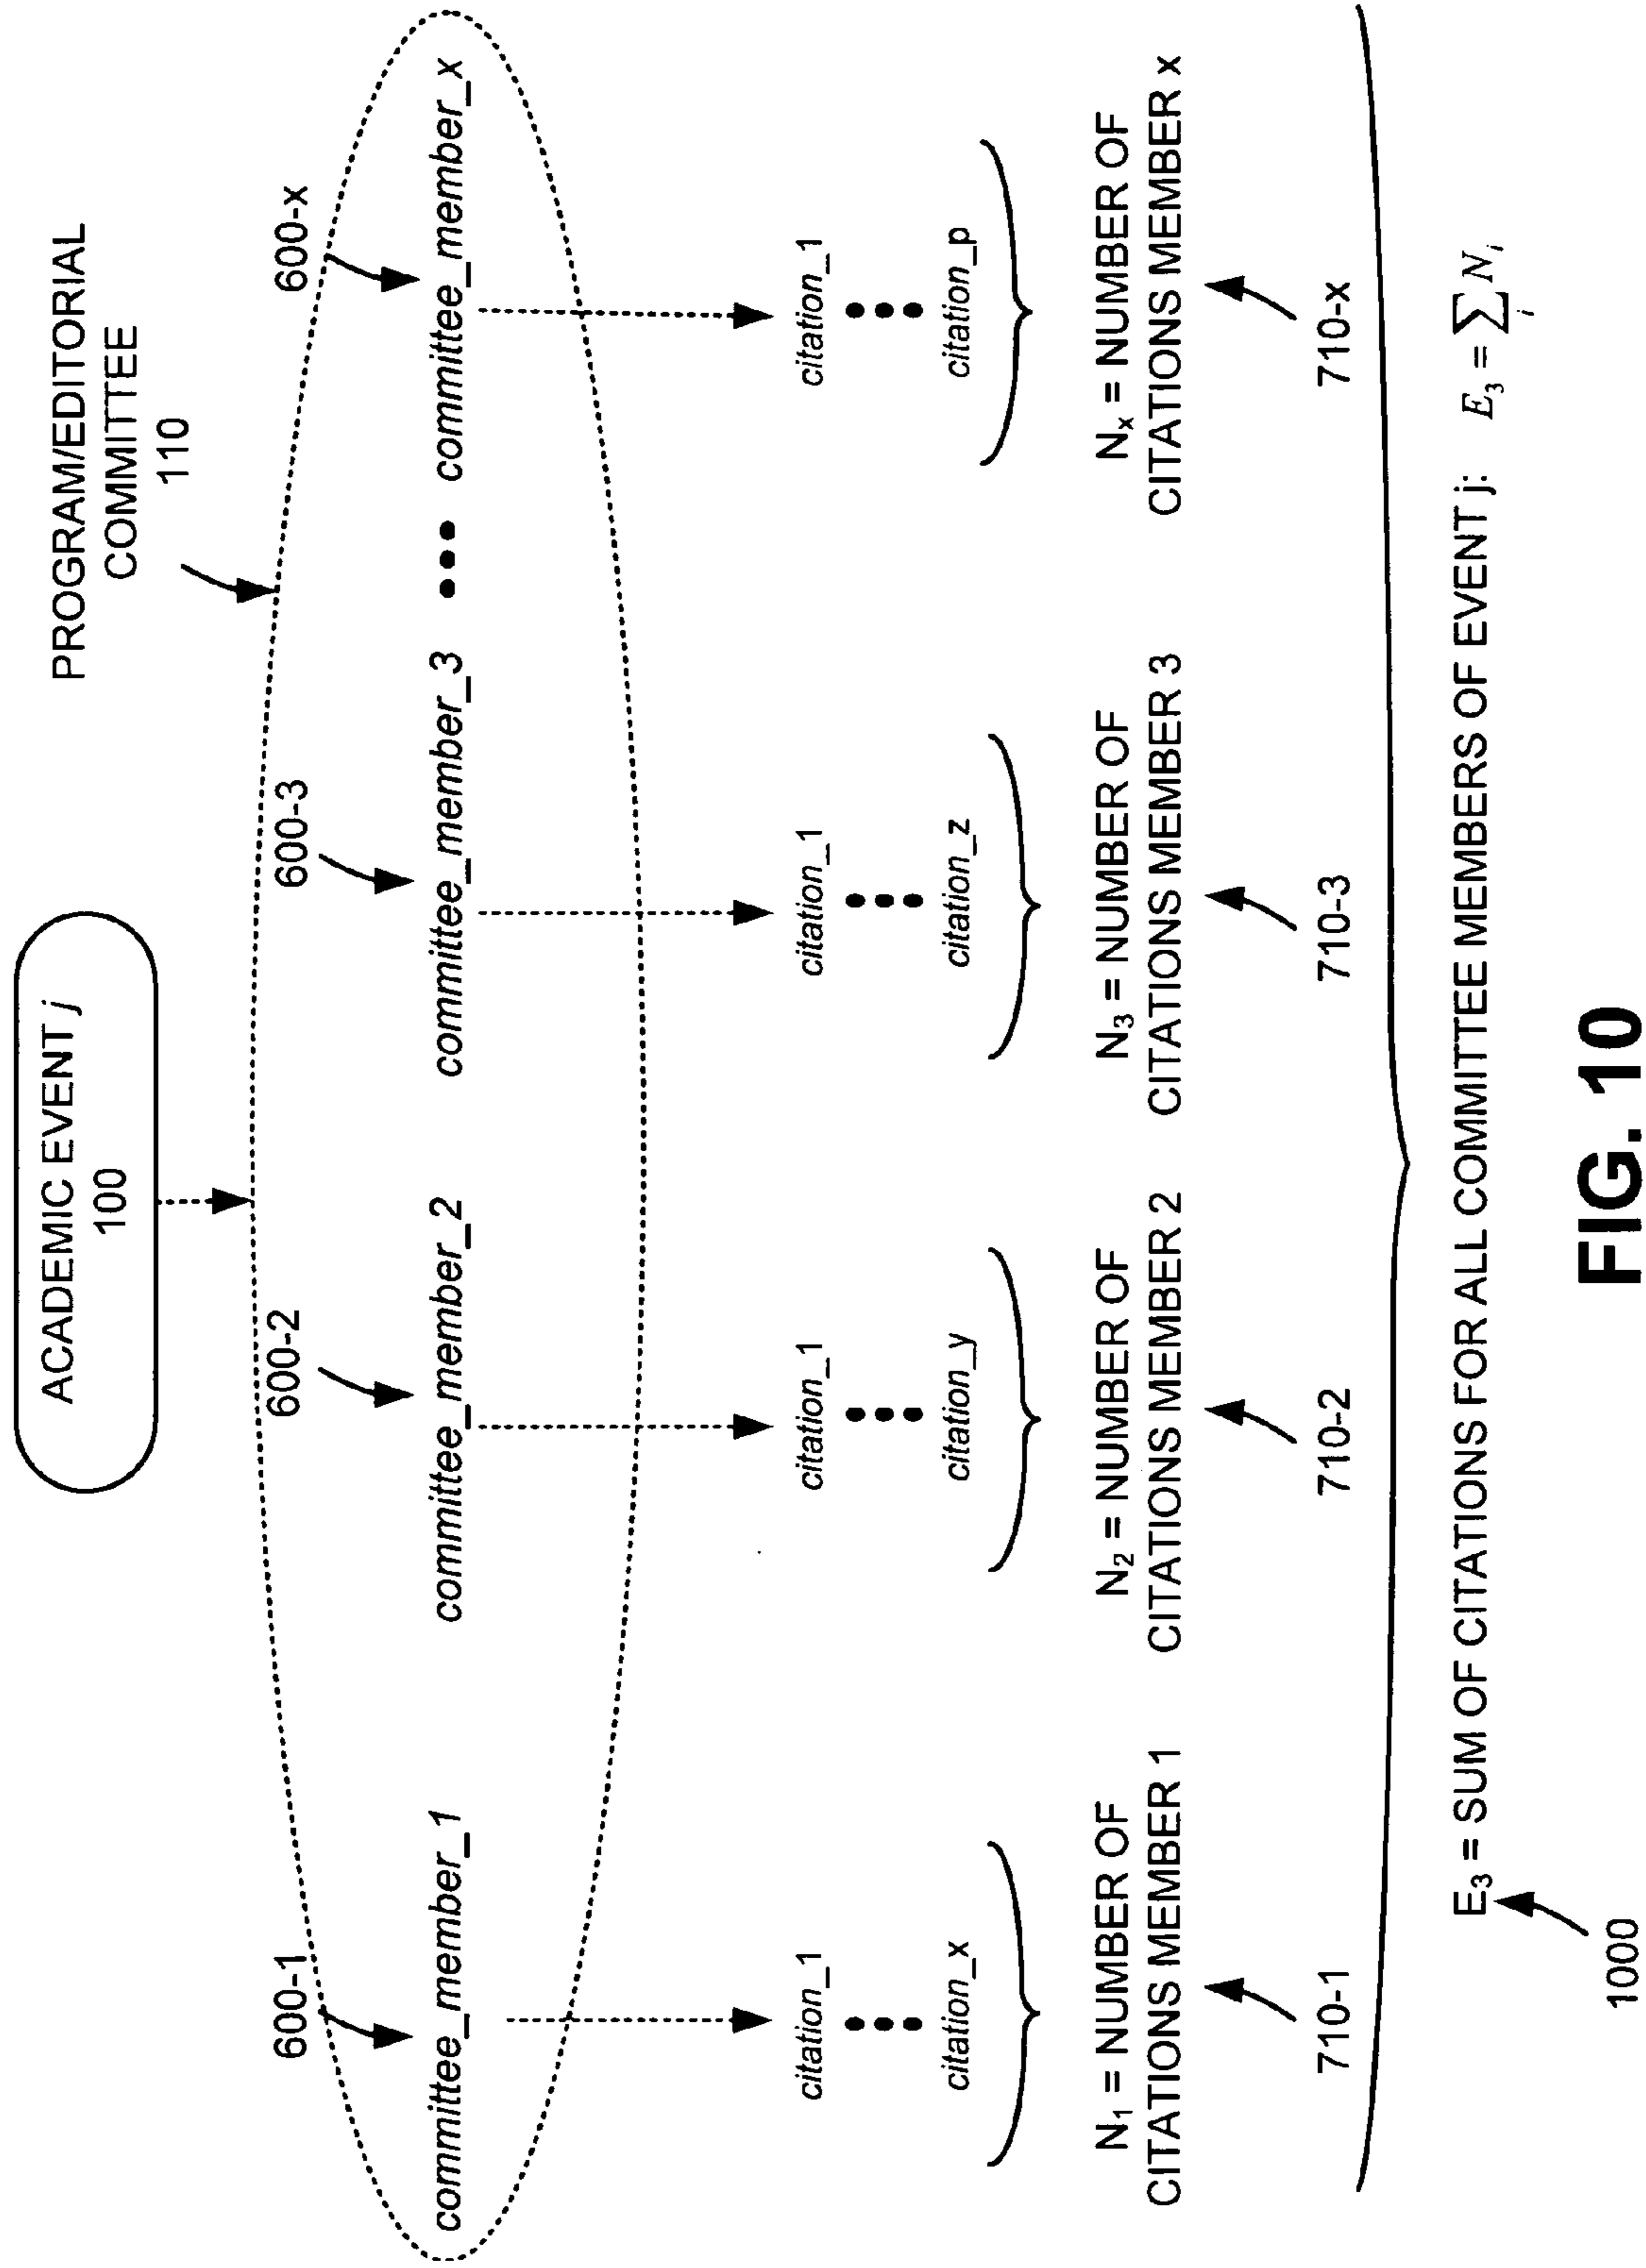 ACADEMIC EVENT j
100
PROGRAM/EDITORIAL
COMMITTEE
110
600-1
600-2
600-3
600-x
committee_member_1
committee_member_2
committee_member_3
••• committee_member_x
citation_1
citation_x
N₁ = NUMBER OF
CITATIONS MEMBER 1
710-1
citation_1
citation_y
N₂ = NUMBER OF
CITATIONS MEMBER 2
710-2
citation_1
citation_z
N₃ = NUMBER OF
CITATIONS MEMBER 3
710-3
citation_1
citation_p
Nₓ = NUMBER OF
CITATIONS MEMBER x
710-x
E₃ = SUM OF CITATIONS FOR ALL COMMITTEE MEMBERS OF EVENT j: E₃ = ∑ᵢ Nᵢ
1000
FIG. 10